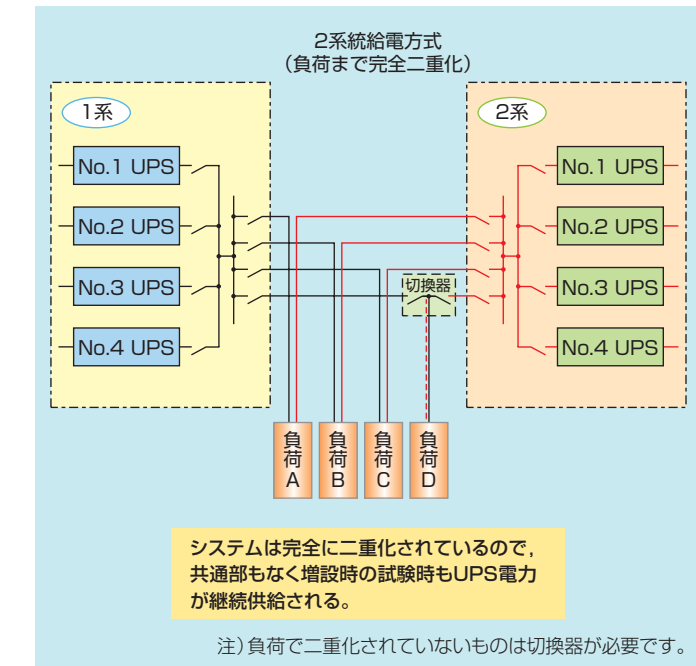 2系統給電方式
（負荷まで完全二重化）
1系
2系
No.1 UPS
No.2 UPS
No.3 UPS
No.4 UPS
No.1 UPS
No.2 UPS
No.3 UPS
No.4 UPS
切換器
負荷A
負荷B
負荷C
負荷D
システムは完全に二重化されているので，
共通部もなく増設時の試験時もUPS電力
が継続供給される。
注）負荷で二重化されていないものは切換器が必要です。